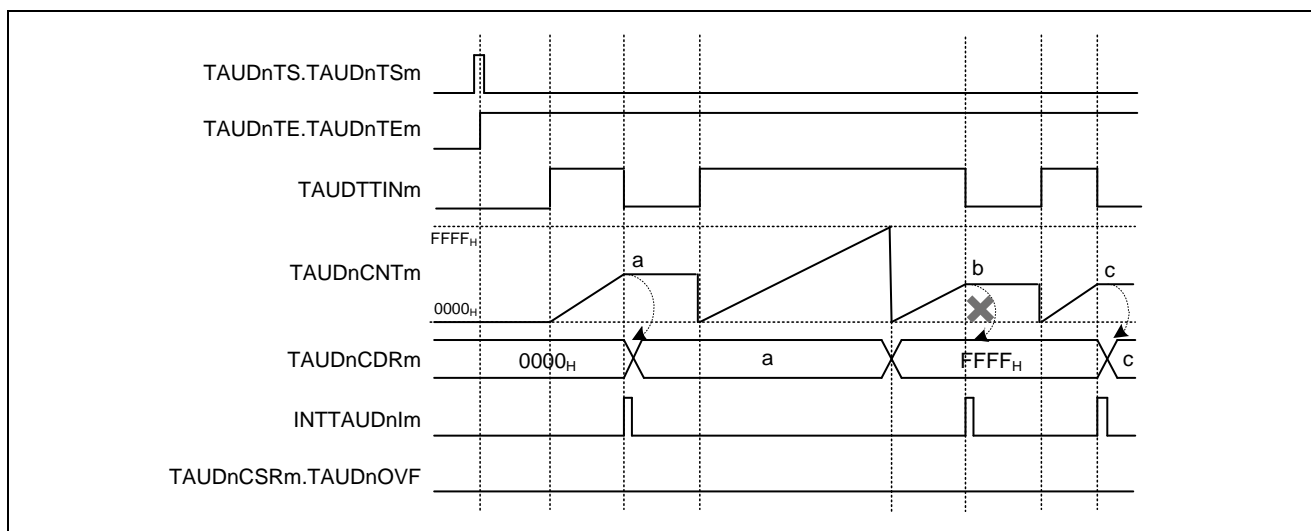 TAUDnTS.TAUDnTSm
TAUDnTE.TAUDnTEm
TAUDTTINm
FFFFH
TAUDnCNTm
a
b
c
0000H
TAUDnCDRm
0000H
a
FFFFH
c
INTTAUDnIm
TAUDnCSRm.TAUDnOVF